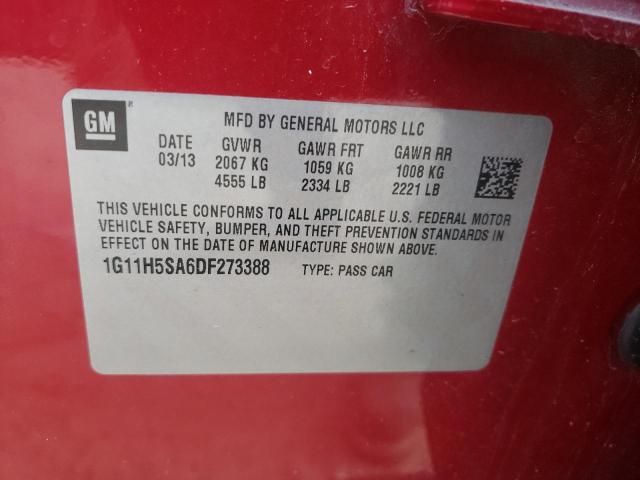 GM
MFD BY GENERAL MOTORS LLC
DATE GVWR GAWR FRT GAWR RR
03/13 2067 KG 1059 KG 1008 KG
4555 LB 2334 LB 2221 LB
THIS VEHICLE CONFORMS TO ALL APPLICABLE U.S. FEDERAL MOTOR
VEHICLE SAFETY, BUMPER, AND THEFT PREVENTION STANDARDS IN
EFFECT ON THE DATE OF MANUFACTURE SHOWN ABOVE.
1G11H5SA6DF273388 TYPE: PASS CAR